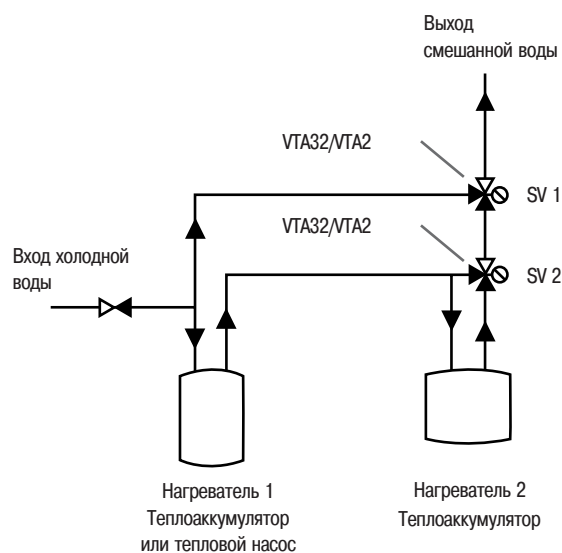 Выход
смешанной воды
VTA32/VTA2
SV 1
VTA32/VTA2
Вход холодной
воды
SV 2
Нагреватель 1
Теплоаккумулятор
или тепловой насос
Нагреватель 2
Теплоаккумулятор